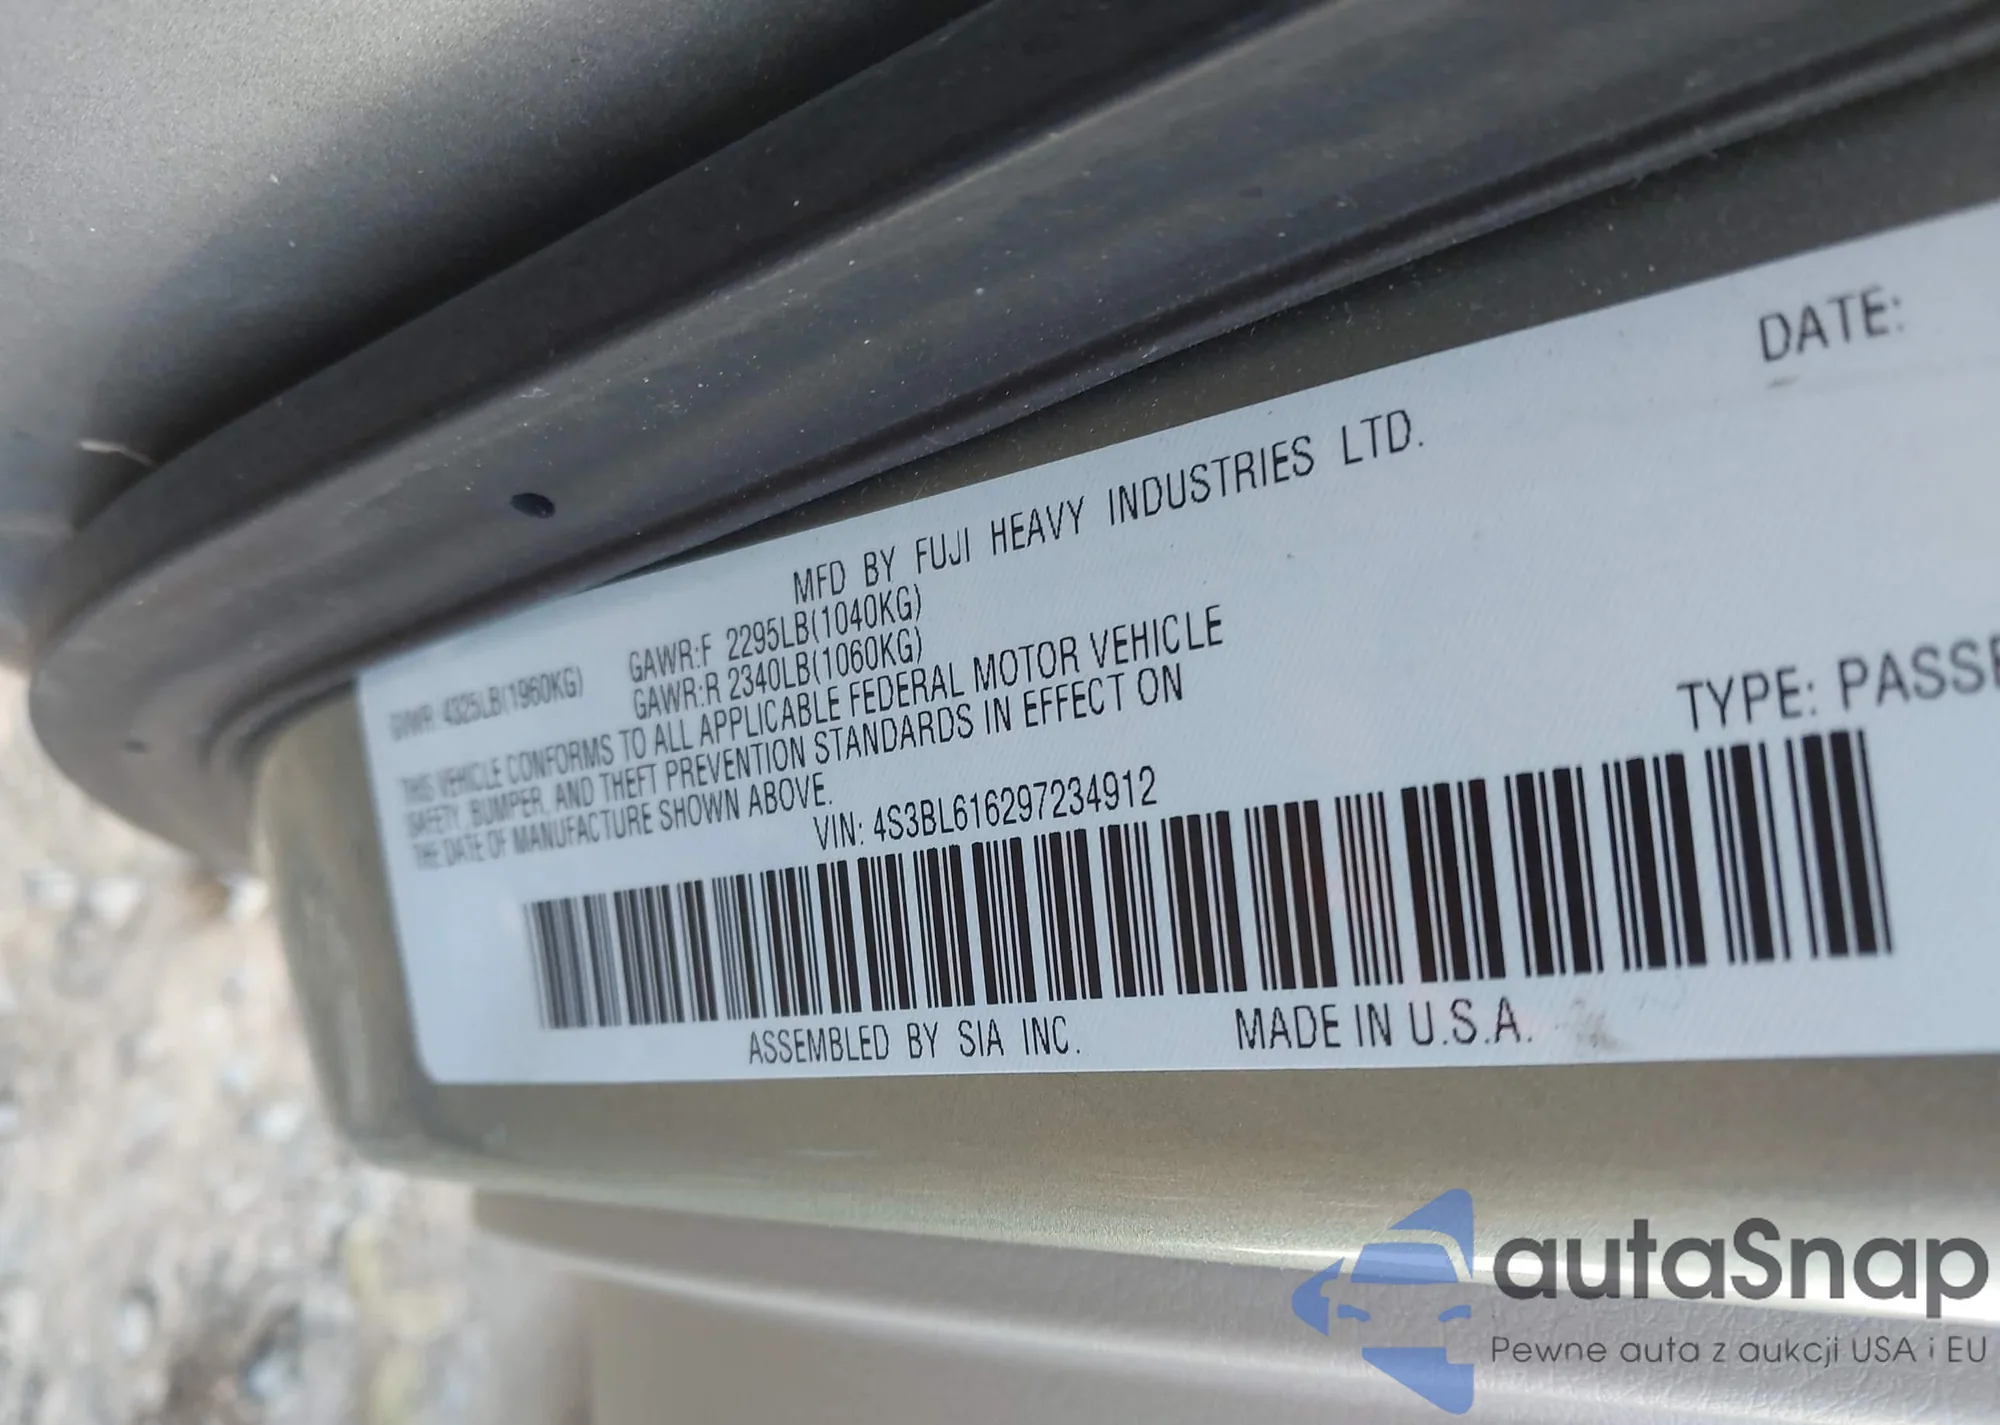 DATE:
MFD BY FUJI HEAVY INDUSTRIES LTD.
GVWR: 4325LB(1960KG) GAWR:F 2295LB(1040KG)
GAWR:R 2340LB(1060KG)
THIS VEHICLE CONFORMS TO ALL APPLICABLE FEDERAL MOTOR VEHICLE
SAFETY, BUMPER, AND THEFT PREVENTION STANDARDS IN EFFECT ON
THE DATE OF MANUFACTURE SHOWN ABOVE.
VIN: 4S3BL616297234912
TYPE: PASSE
ASSEMBLED BY SIA INC. MADE IN U.S.A.
autaSnap
Pewne auta z aukcji USA i EU